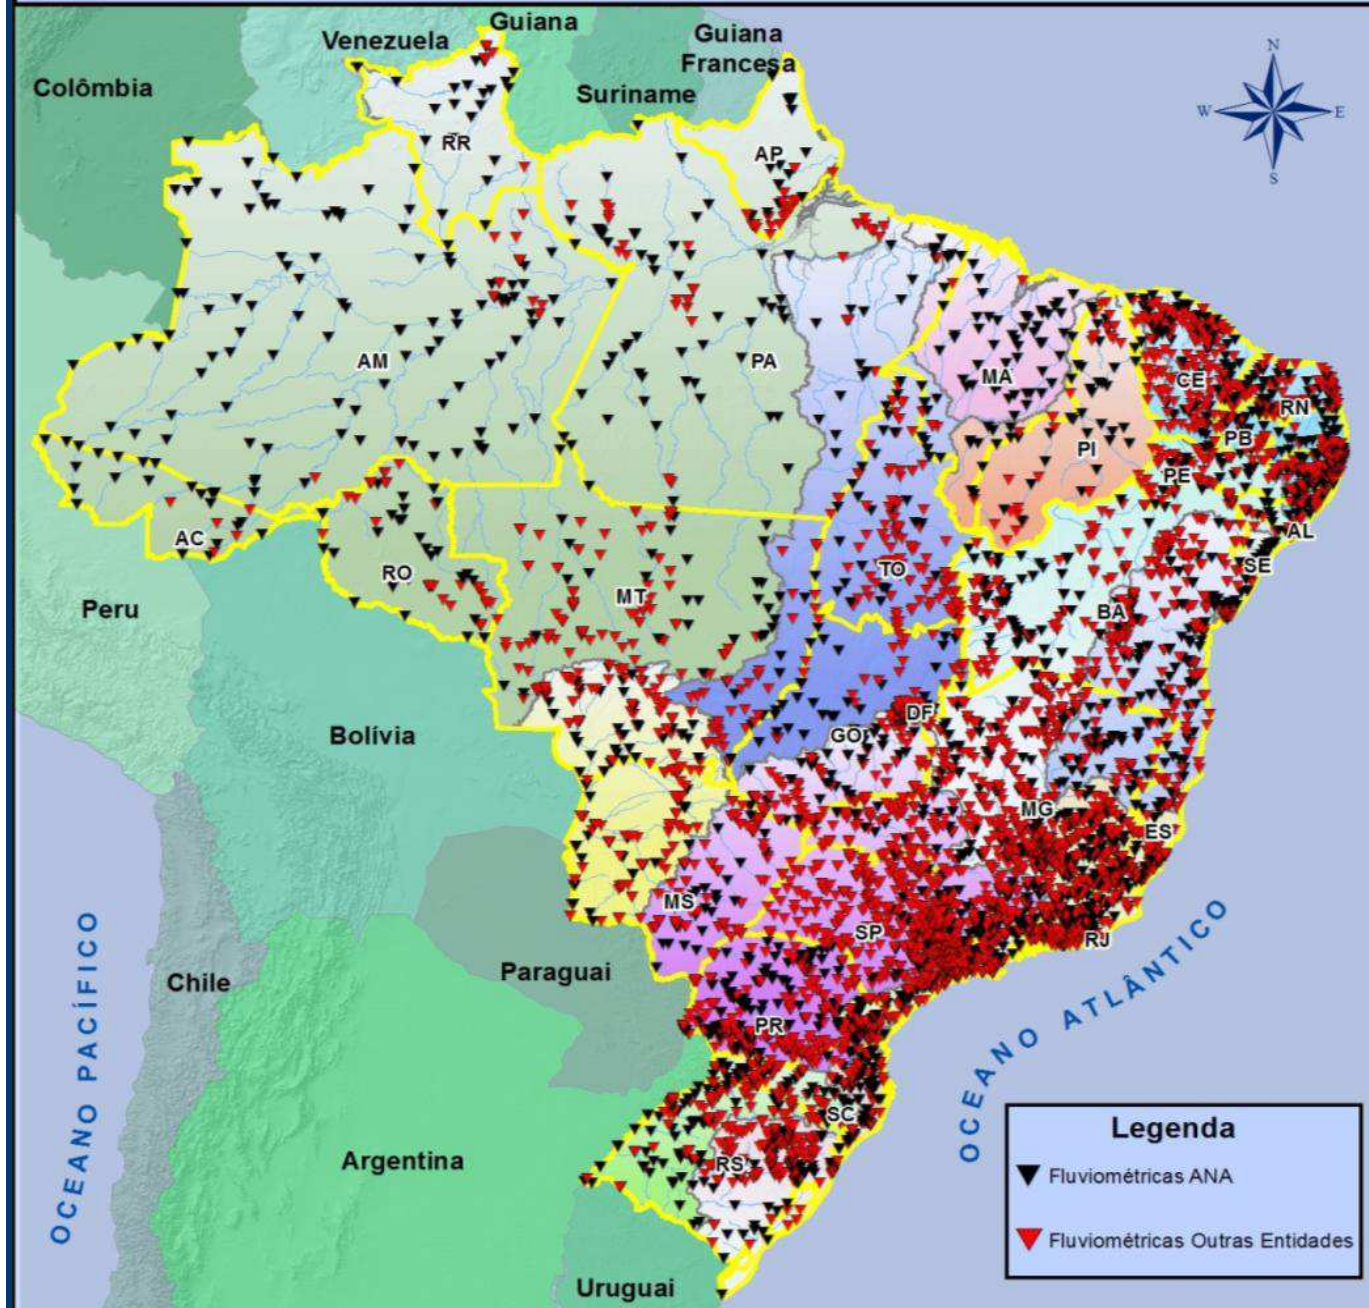 Guiana
Venezuela
Guiana
Francesa
Colômbia
Suriname
N
W
E
S
RR
AP
AM
PA
MA
CE
RN
PB
PI
PE
AC
AL
SE
RO
TO
MT
BA
Peru
DF
Bolívia
GO
MG
ES
MS
SP
RJ
Chile
Paraguai
PR
OCEANO PACÍFICO
OCEANO ATLÂNTICO
SC
RS
Argentina
Uruguai
Legenda
Fluviométricas ANA
Fluviométricas Outras Entidades